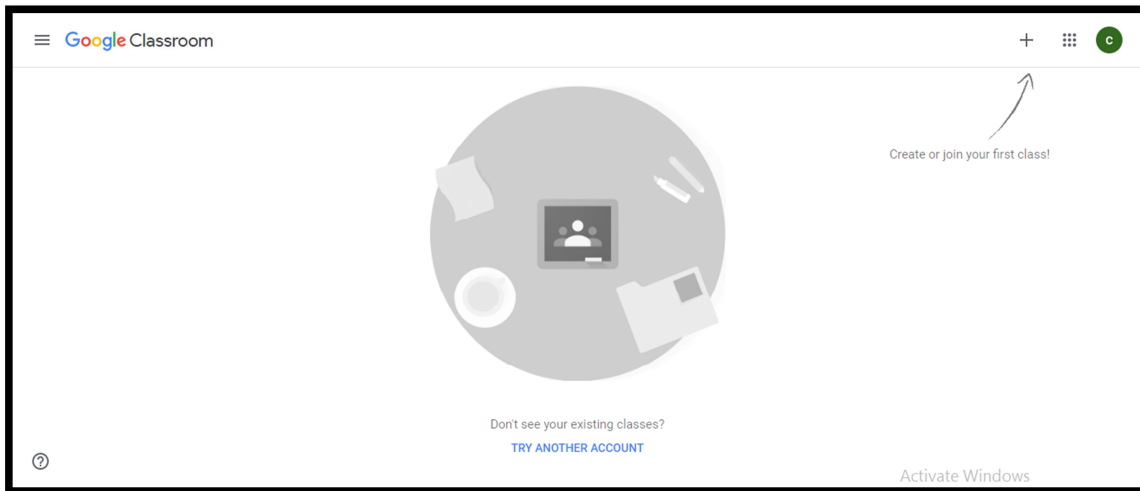 Google Classroom
C
Create or join your first class!
Don't see your existing classes?
TRY ANOTHER ACCOUNT
?
Activate Windows